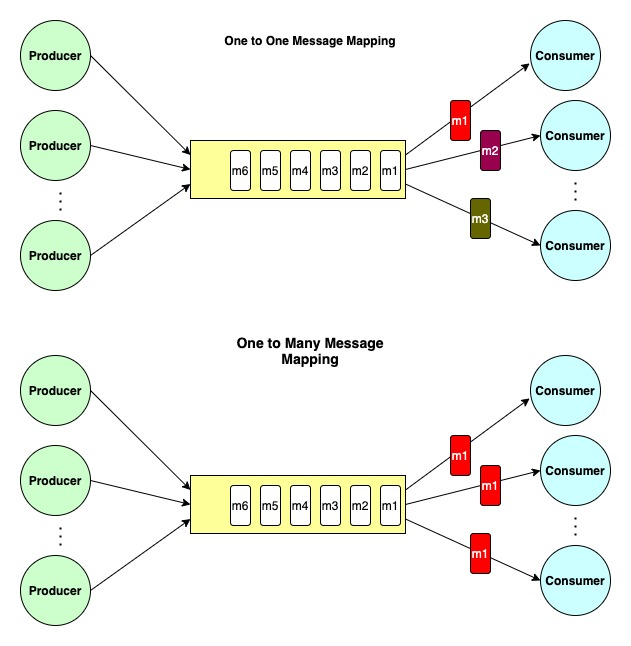 One to One Message Mapping
Producer
Producer
Producer
m6 m5 m4 m3 m2 m1
m1
m2
m3
Consumer
Consumer
Consumer
One to Many Message
Mapping
Producer
Producer
Producer
m6 m5 m4 m3 m2 m1
m1
m1
m1
Consumer
Consumer
Consumer